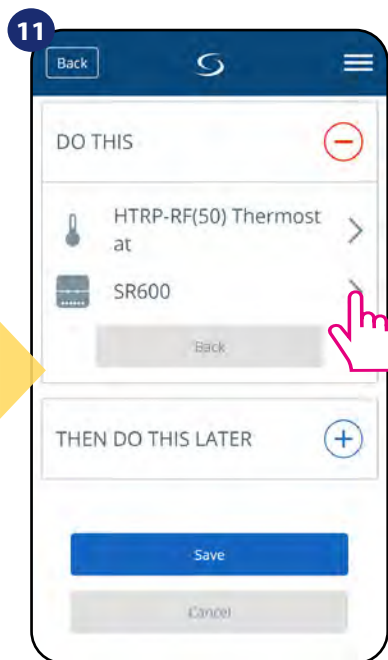 11
Back
DO THIS
HTRP-RF(50) Thermost
at
SR600
Back
THEN DO THIS LATER
Save
Cancel